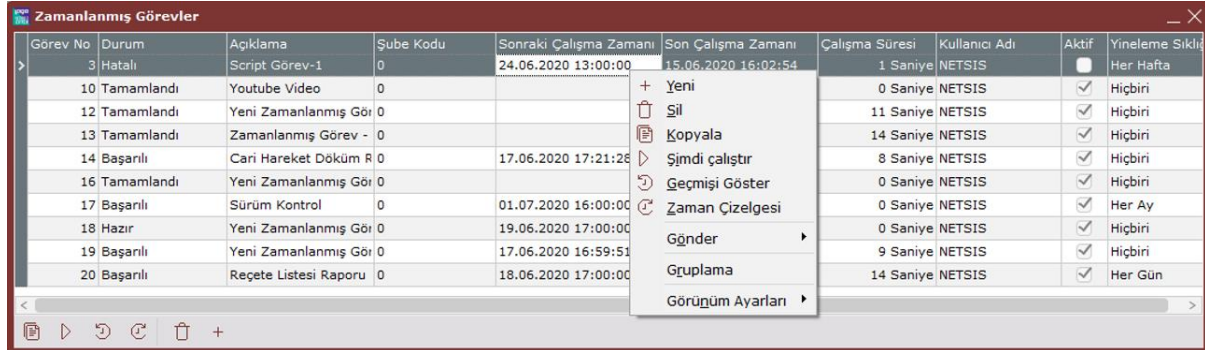 Zamanlanmış Görevler
Görev No Durum Açıklama Şube Kodu Sonraki Çalışma Zamanı Son Çalışma Zamanı Çalışma Süresi Kullanıcı Adı Aktif Yineleme Sıklığ
3 Hatalı Script Görev-1 0 24.06.2020 13:00:00 15.06.2020 16:02:54 1 Saniye NETSIS Her Hafta
10 Tamamlandı Youtube Video 0 0 Saniye NETSIS Hiçbiri
12 Tamamlandı Yeni Zamanlanmış Gör 0 11 Saniye NETSIS Hiçbiri
13 Tamamlandı Zamanlanmış Görev - 0 14 Saniye NETSIS Hiçbiri
14 Başarılı Cari Hareket Döküm R 0 17.06.2020 17:21:28 8 Saniye NETSIS Hiçbiri
16 Tamamlandı Yeni Zamanlanmış Gör 0 0 Saniye NETSIS Hiçbiri
17 Başarılı Sürüm Kontrol 0 01.07.2020 16:00:00 0 Saniye NETSIS Her Ay
18 Hazır Yeni Zamanlanmış Gör 0 19.06.2020 17:00:00 0 Saniye NETSIS Hiçbiri
19 Başarılı Yeni Zamanlanmış Gör 0 17.06.2020 16:59:51 9 Saniye NETSIS Hiçbiri
20 Başarılı Reçete Listesi Raporu 0 18.06.2020 17:00:00 14 Saniye NETSIS Her Gün
Yeni
Sil
Kopyala
Şimdi çalıştır
Geçmişi Göster
Zaman Çizelgesi
Gönder
Gruplama
Görünüm Ayarları